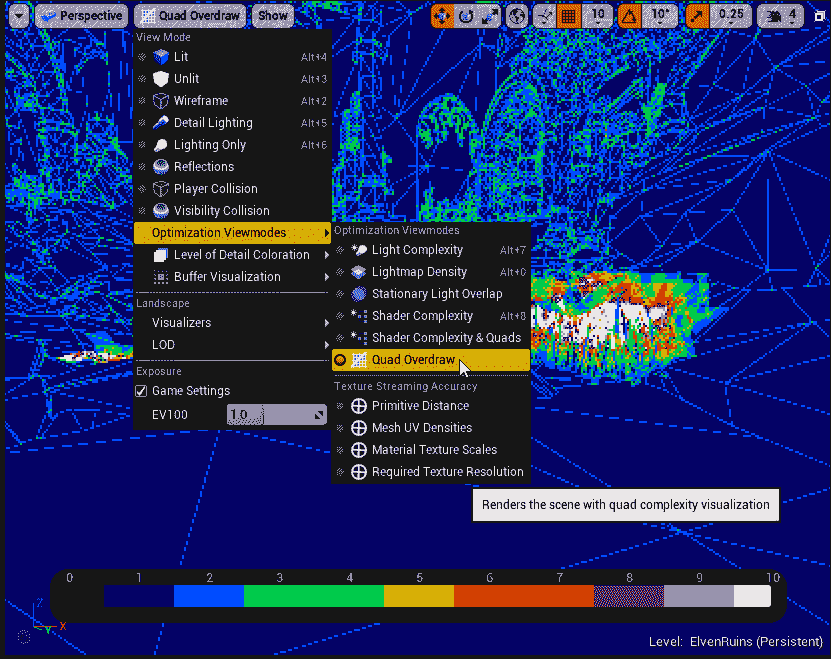 Perspective
Quad Overdraw
Show
10
10°
0.25
4
View Mode
Lit Alt+4
Unlit Alt+3
Wireframe Alt+2
Detail Lighting Alt+5
Lighting Only Alt+6
Reflections
Player Collision
Visibility Collision
Optimization Viewmodes
Level of Detail Coloration
Buffer Visualization
Landscape
Visualizers
LOD
Exposure
Game Settings
EV100 1.0
Optimization Viewmodes
Light Complexity Alt+7
Lightmap Density Alt+0
Stationary Light Overlap
Shader Complexity Alt+8
Shader Complexity & Quads
Quad Overdraw
Texture Streaming Accuracy
Primitive Distance
Mesh UV Densities
Material Texture Scales
Required Texture Resolution
Renders the scene with quad complexity visualization
0 1 2 3 4 5 6 7 8 9 10
Z
X
Y
Level: ElvenRuins (Persistent)